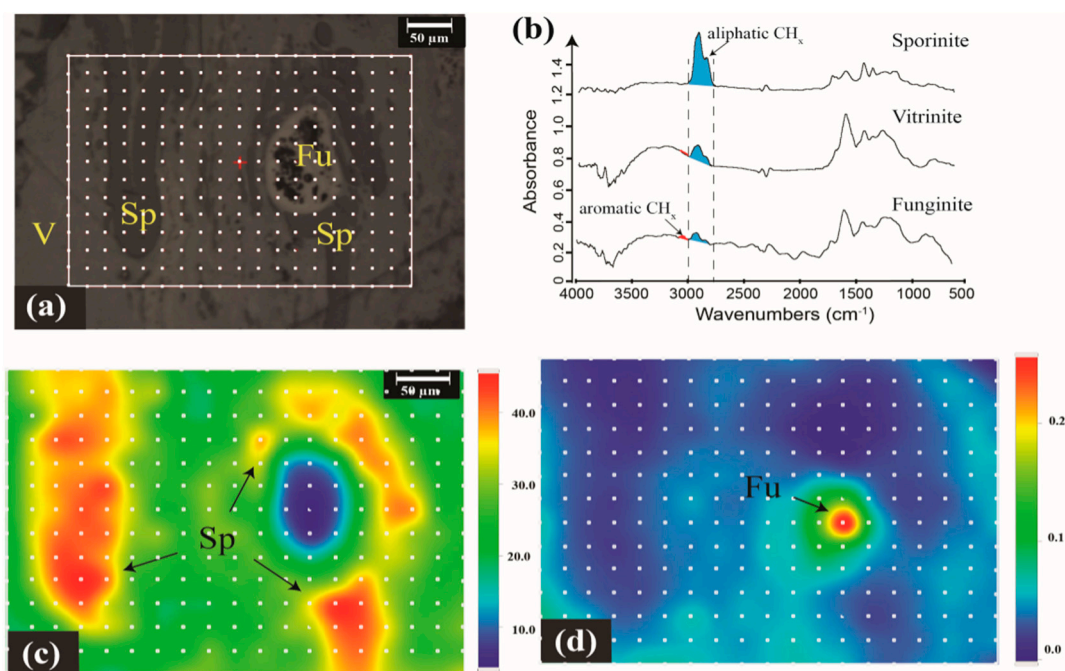 50 μm
Fu
Sp
Sp
V
(a)
(b)
aliphatic CHx
Sporinite
1.4
1.2
1.0
Vitrinite
0.8
0.6
Absorbance
aromatic CHx
Funginite
0.4
0.2
0
4000 3000 2000 1500 1000 500
Wavenumbers (cm-1)
50 μm
40.0
30.0
Sp
20.0
10.0
(c)
0.2
Fu
0.1
0.0
(d)